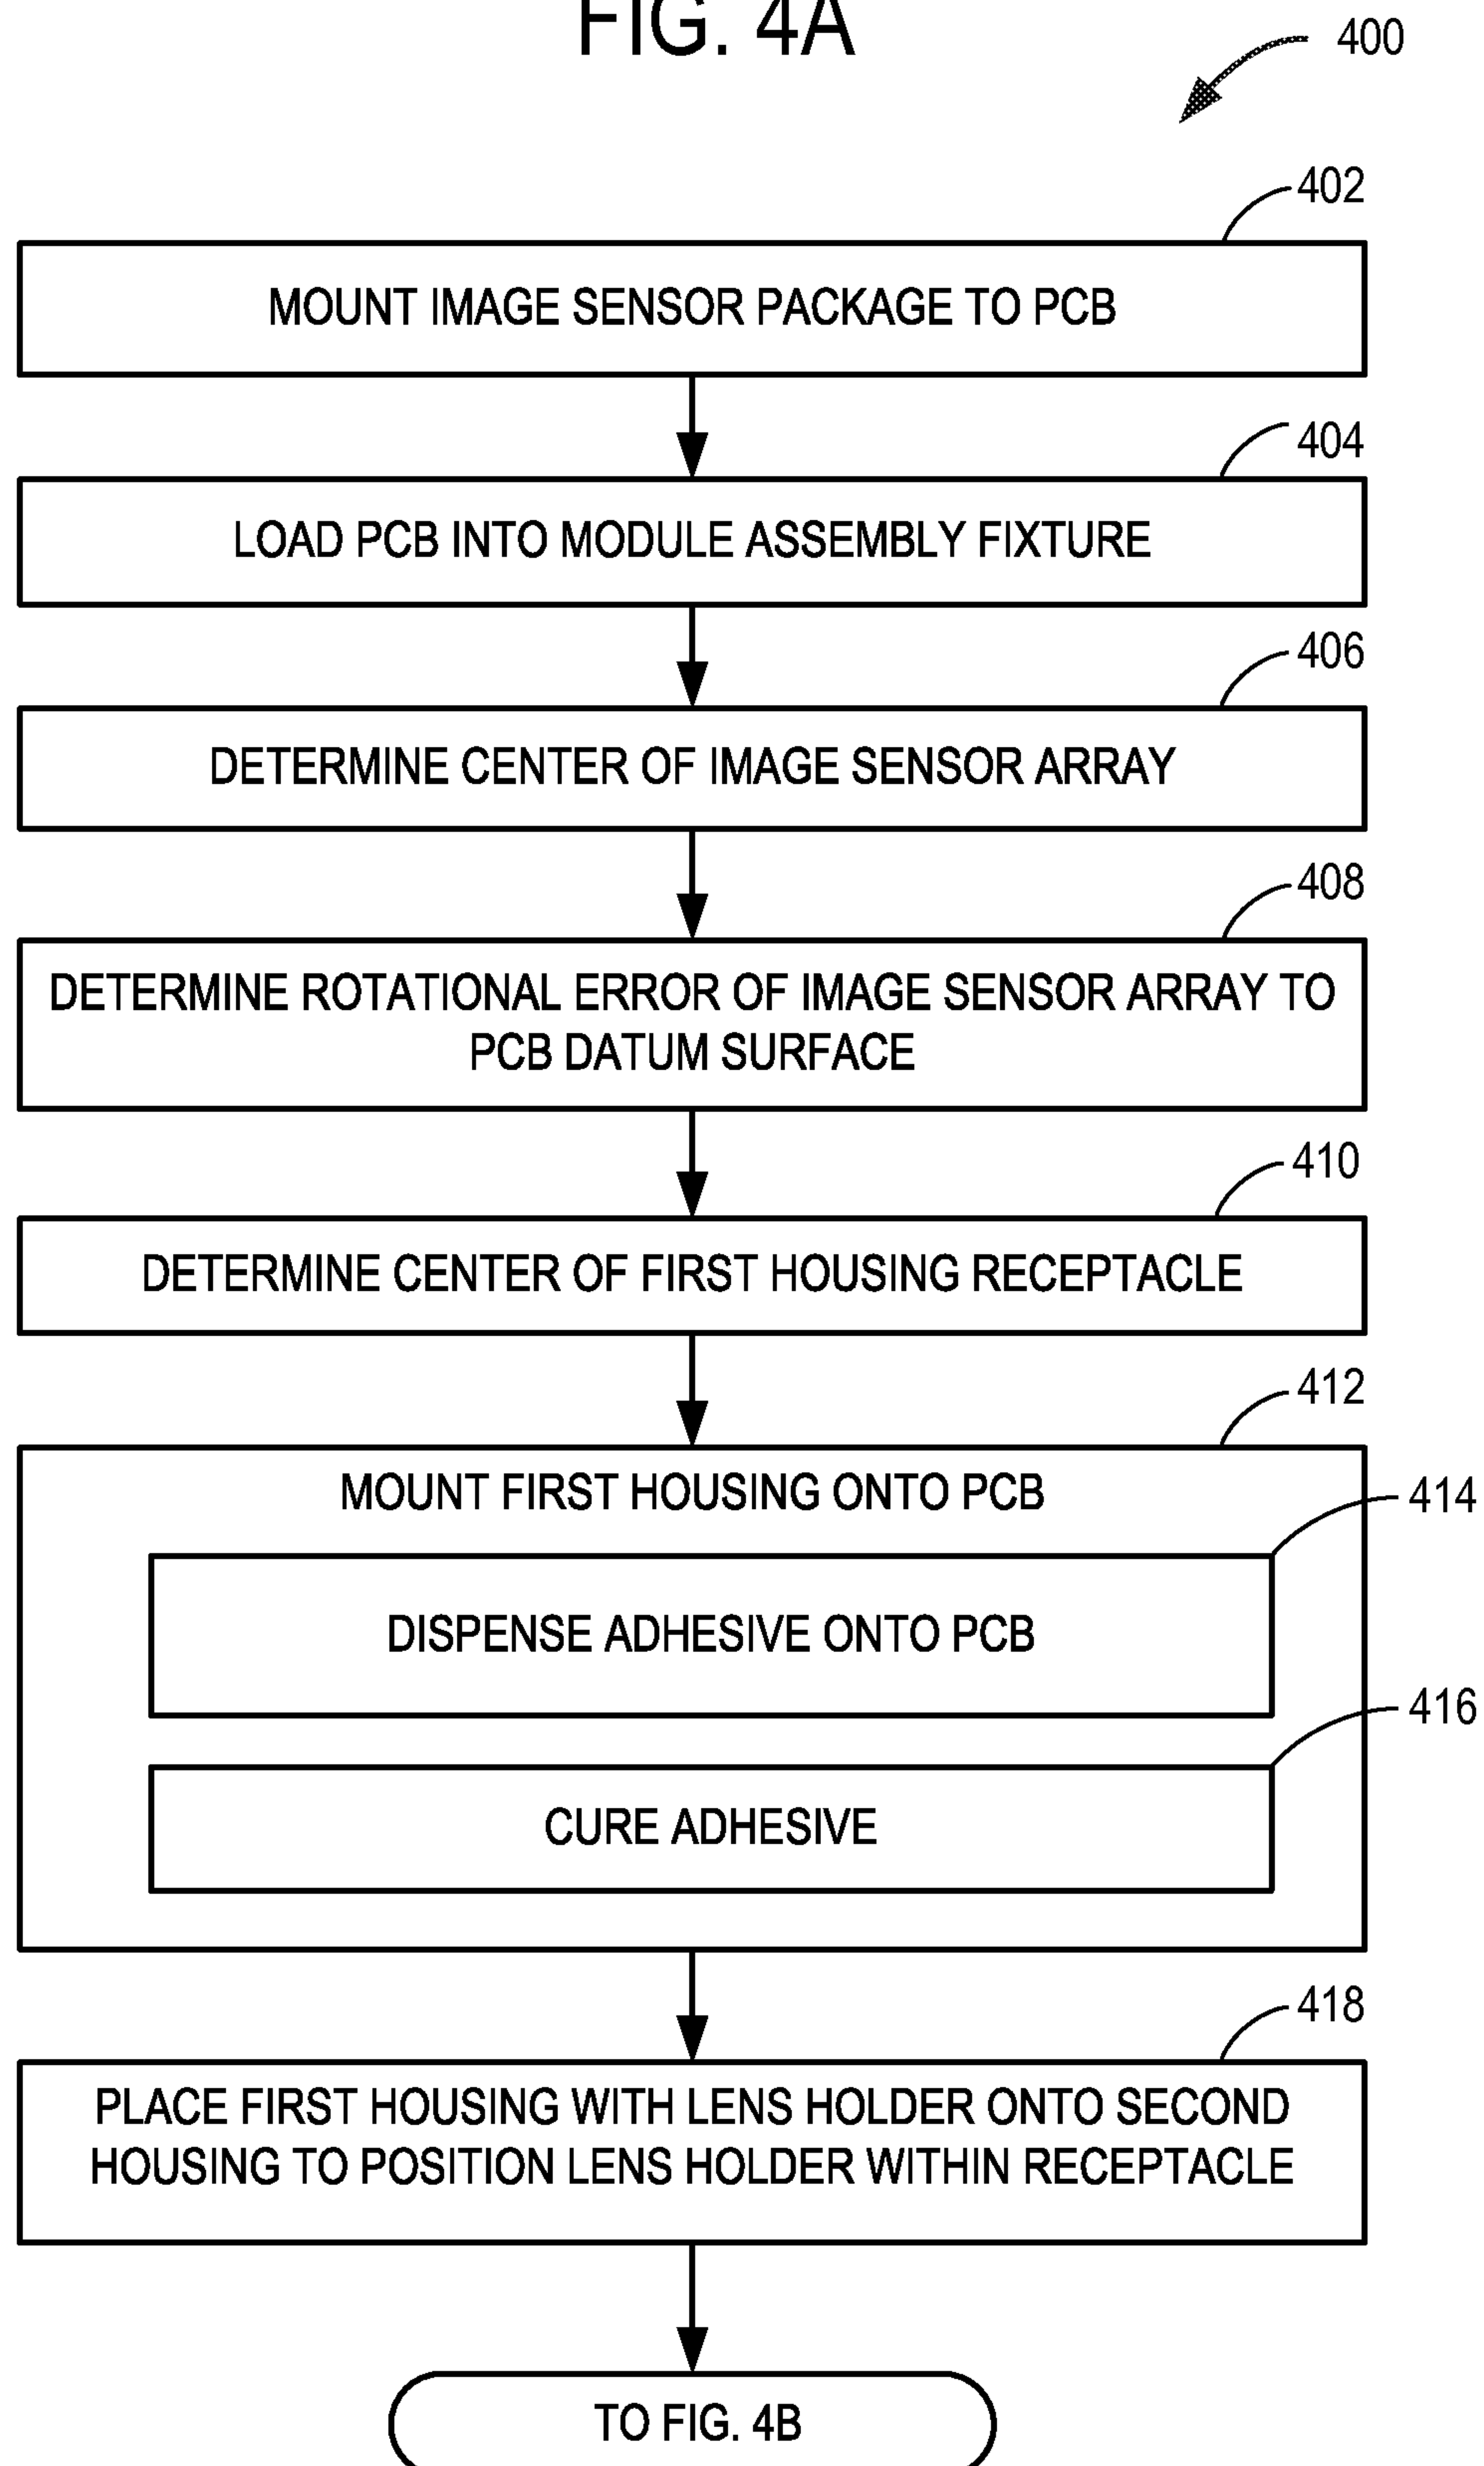 FIG. 4A
400
402
MOUNT IMAGE SENSOR PACKAGE TO PCB
404
LOAD PCB INTO MODULE ASSEMBLY FIXTURE
406
DETERMINE CENTER OF IMAGE SENSOR ARRAY
408
DETERMINE ROTATIONAL ERROR OF IMAGE SENSOR ARRAY TO
PCB DATUM SURFACE
410
DETERMINE CENTER OF FIRST HOUSING RECEPTACLE
412
MOUNT FIRST HOUSING ONTO PCB
414
DISPENSE ADHESIVE ONTO PCB
416
CURE ADHESIVE
418
PLACE FIRST HOUSING WITH LENS HOLDER ONTO SECOND
HOUSING TO POSITION LENS HOLDER WITHIN RECEPTACLE
TO FIG. 4B